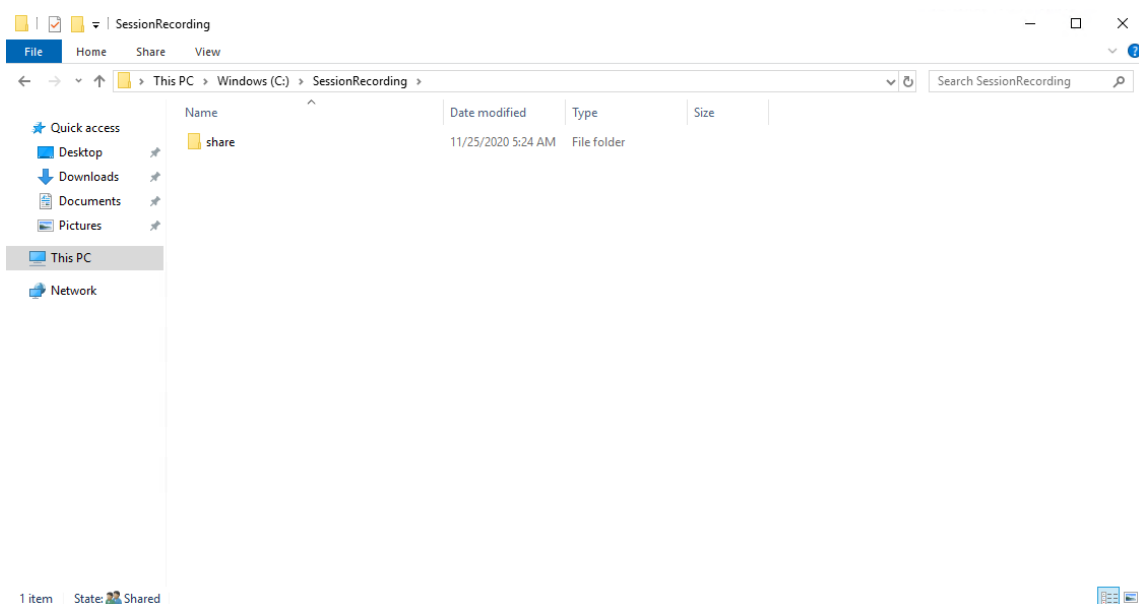 SessionRecording
File Home Share View
This PC > Windows (C:) > SessionRecording >
Search SessionRecording
Name Date modified Type Size
Quick access
share 11/25/2020 5:24 AM File folder
Desktop
Downloads
Documents
Pictures
This PC
Network
1 item State: Shared